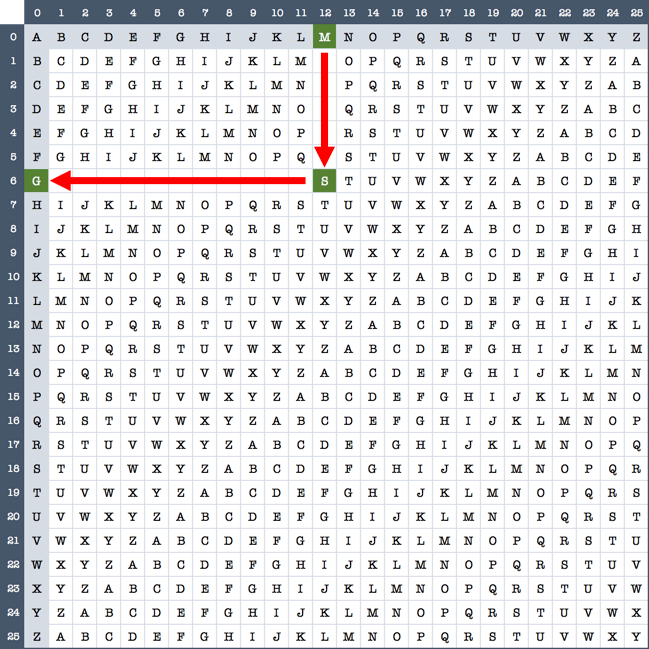 0 1 2 3 4 5 6 7 8 9 10 11 12 13 14 15 16 17 18 19 20 21 22 23 24 25
0 A B C D E F G H I J K L M N O P Q R S T U V W X Y Z
1 B C D E F G H I J K L M O P Q R S T U V W X Y Z A
2 C D E F G H I J K L M N P Q R S T U V W X Y Z A B
3 D E F G H I J K L M N O Q R S T U V W X Y Z A B C
4 E F G H I J K L M N O P R S T U V W X Y Z A B C D
5 F G H I J K L M N O P Q S T U V W X Y Z A B C D E
6 G S T U V W X Y Z A B C D E F
7 H I J K L M N O P Q R S T U V W X Y Z A B C D E F G
8 I J K L M N O P Q R S T U V W X Y Z A B C D E F G H
9 J K L M N O P Q R S T U V W X Y Z A B C D E F G H I
10 K L M N O P Q R S T U V W X Y Z A B C D E F G H I J
11 L M N O P Q R S T U V W X Y Z A B C D E F G H I J K
12 M N O P Q R S T U V W X Y Z A B C D E F G H I J K L
13 N O P Q R S T U V W X Y Z A B C D E F G H I J K L M
14 O P Q R S T U V W X Y Z A B C D E F G H I J K L M N
15 P Q R S T U V W X Y Z A B C D E F G H I J K L M N O
16 Q R S T U V W X Y Z A B C D E F G H I J K L M N O P
17 R S T U V W X Y Z A B C D E F G H I J K L M N O P Q
18 S T U V W X Y Z A B C D E F G H I J K L M N O P Q R
19 T U V W X Y Z A B C D E F G H I J K L M N O P Q R S
20 U V W X Y Z A B C D E F G H I J K L M N O P Q R S T
21 V W X Y Z A B C D E F G H I J K L M N O P Q R S T U
22 W X Y Z A B C D E F G H I J K L M N O P Q R S T U V
23 X Y Z A B C D E F G H I J K L M N O P Q R S T U V W
24 Y Z A B C D E F G H I J K L M N O P Q R S T U V W X
25 Z A B C D E F G H I J K L M N O P Q R S T U V W X Y